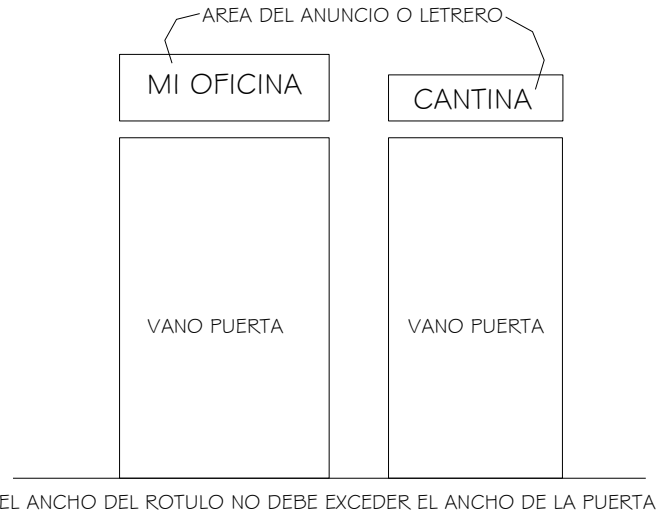 AREA DEL ANUNCIO O LETRERO
MI OFICINA
CANTINA
VANO PUERTA
VANO PUERTA
EL ANCHO DEL ROTULO NO DEBE EXCEDER EL ANCHO DE LA PUERTA